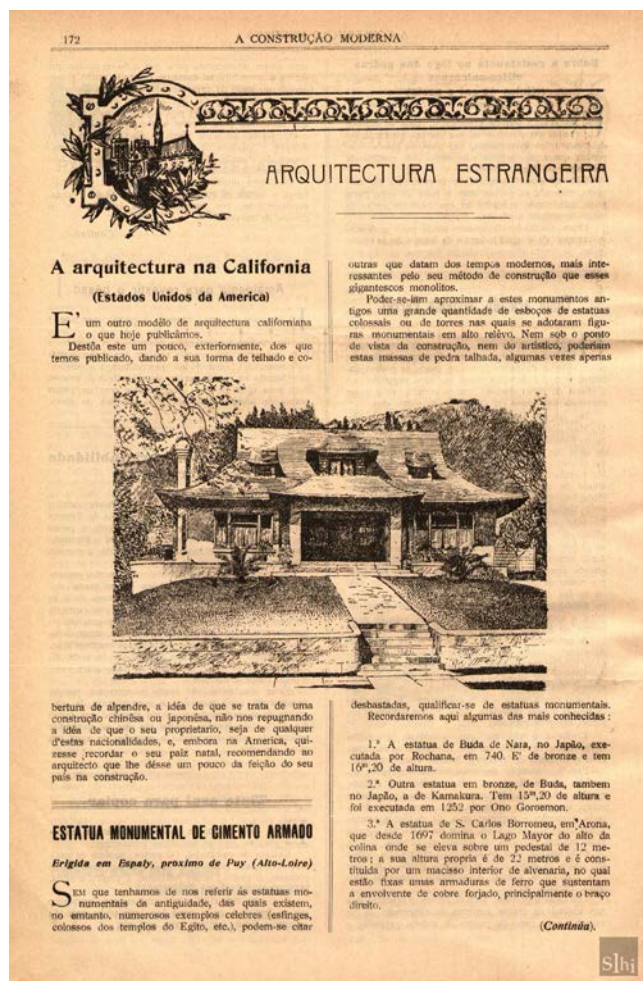 172
A CONSTRUÇÃO MODERNA
ARQUITECTURA ESTRANGEIRA
A arquitectura na California
(Estados Unidos da America)
E' um outro modêlo de arquitectura californiana
o que hoje publicâmos.
Destôa este um pouco, exteriormente, dos que
temos publicado, dando a sua forma de telhado e co-
bertura de alpendre, a idéa de que se trata de uma
construção chinêsa ou japonêsa, não nos repugnando
a idéa de que o seu proprietario, seja de qualquer
d'estas nacionalidades, e, embora na America, qui-
zesse recordar o seu paiz natal, recomendando ao
arquitecto que lhe désse um pouco da feição do seu
país na construção.
ESTATUA MONUMENTAL DE CIMENTO ARMADO
Erigida em Espaly, proximo de Puy (Alto-Loire)
SEM que tenhamos de nos referir ás estatuas mo-
numentais da antiguidade, das quais existem,
no emtanto, numerosos exemplos celebres (esfinges,
colossos dos templos do Egito, etc.), podem-se citar
outras que datam dos tempos modernos, mais inte-
ressantes pelo seu método de construção que esses
gigantescos monolitos.
Poder-se-iam aproximar a estes monumentos an-
tigos uma grande quantidade de esboços de estatuas
colossais ou de torres nas quais se adotaram figu-
ras monumentais em alto relêvo. Nem sob o ponto
de vista da construção, nem do artistico, poderiam
estas massas de pedra talhada, algumas vezes apenas
desbastadas, qualificar-se de estatuas monumentais.
Recordaremos aqui algumas das mais conhecidas:
1.ª A estatua de Buda de Nara, no Japão, exe-
cutada por Rochana, em 740. E' de bronze e tem
16ᵐ,20 de altura.
2.ª Outra estatua em bronze, de Buda, tambem
no Japão, a de Kamakura. Tem 15ᵐ,20 de altura e
foi executada em 1252 por Ono Goroemon.
3.ª A estatua de S. Carlos Borromeu, em Arona,
que desde 1697 domina o Lago Mayor do alto da
colina onde se eleva sobre um pedestal de 12 me-
tros; a sua altura propria é de 22 metros e é cons-
tituida por um macisso interior de alvenaria, no qual
estão fixas umas armaduras de ferro que sustentam
a envolvente de cobre forjado, principalmente o braço
direito.
(Continúa).
S|hi